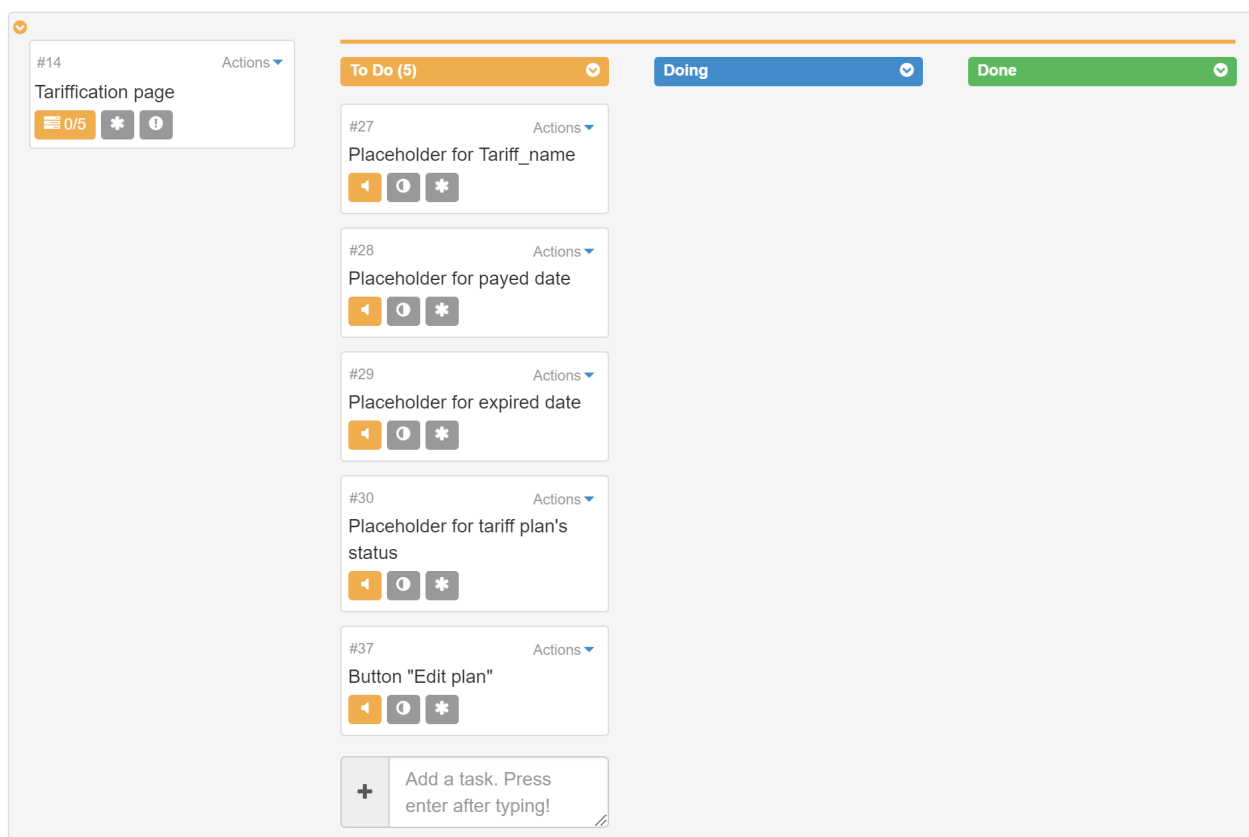 #14 Actions
Tariffication page
0/5
To Do (5)
Doing
Done
#27 Actions
Placeholder for Tariff_name
#28 Actions
Placeholder for payed date
#29 Actions
Placeholder for expired date
#30 Actions
Placeholder for tariff plan's
status
#37 Actions
Button "Edit plan"
Add a task. Press
enter after typing!